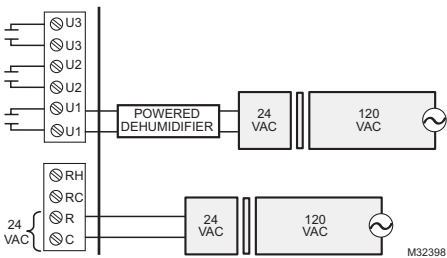 U3
U3
U2
U2
U1
U1
POWERED
DEHUMIDIFIER
24
VAC
120
VAC
RH
RC
R
C
24
VAC
24
VAC
120
VAC
M32398